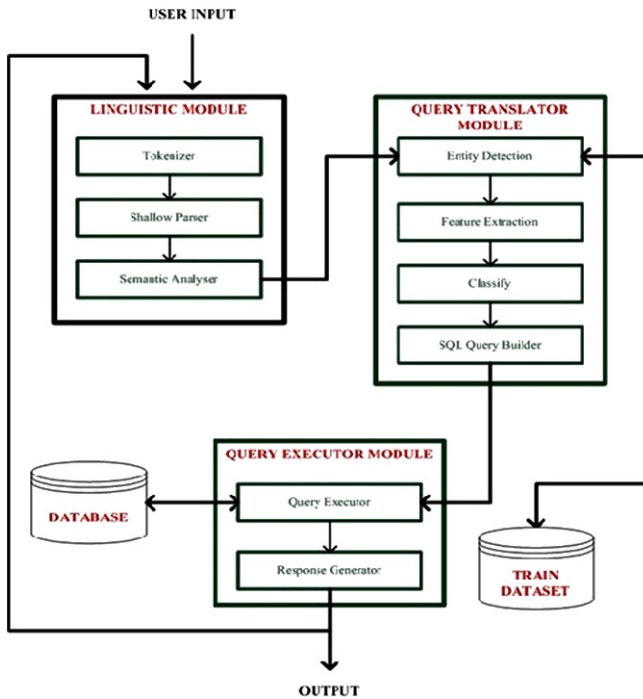 USER INPUT
LINGUISTIC MODULE
Tokenizer
Shallow Parser
Semantic Analyser
QUERY TRANSLATOR
MODULE
Entity Detection
Feature Extraction
Classify
SQL Query Builder
QUERY EXECUTOR MODULE
Query Executor
Response Generator
DATABASE
TRAIN
DATASET
OUTPUT